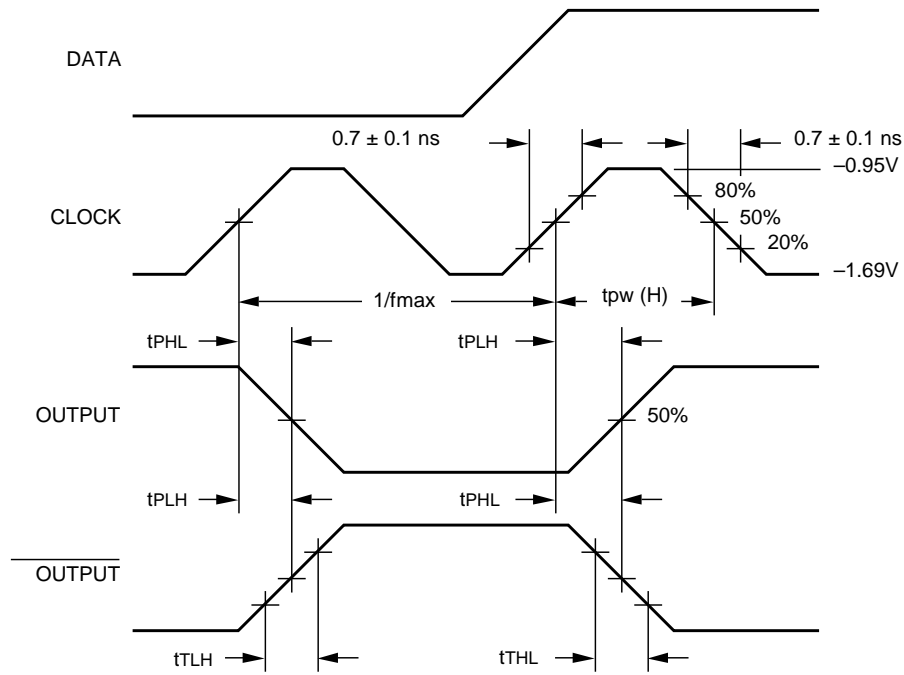 DATA
0.7 ± 0.1 ns
0.7 ± 0.1 ns
–0.95V
80%
CLOCK
50%
20%
–1.69V
1/fmax
tpw (H)
tPHL
tPLH
OUTPUT
50%
tPLH
tPHL
OUTPUT
tTLH
tTHL